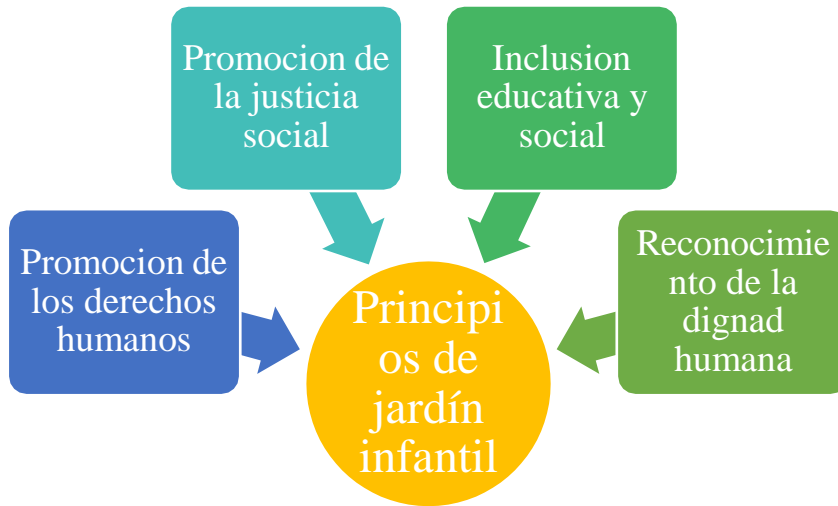 Promocion de
la justicia
social
Inclusion
educativa y
social
Promocion de
los derechos
humanos
Reconocimie
nto de la
dignad
humana
Principi
os de
jardín
infantil